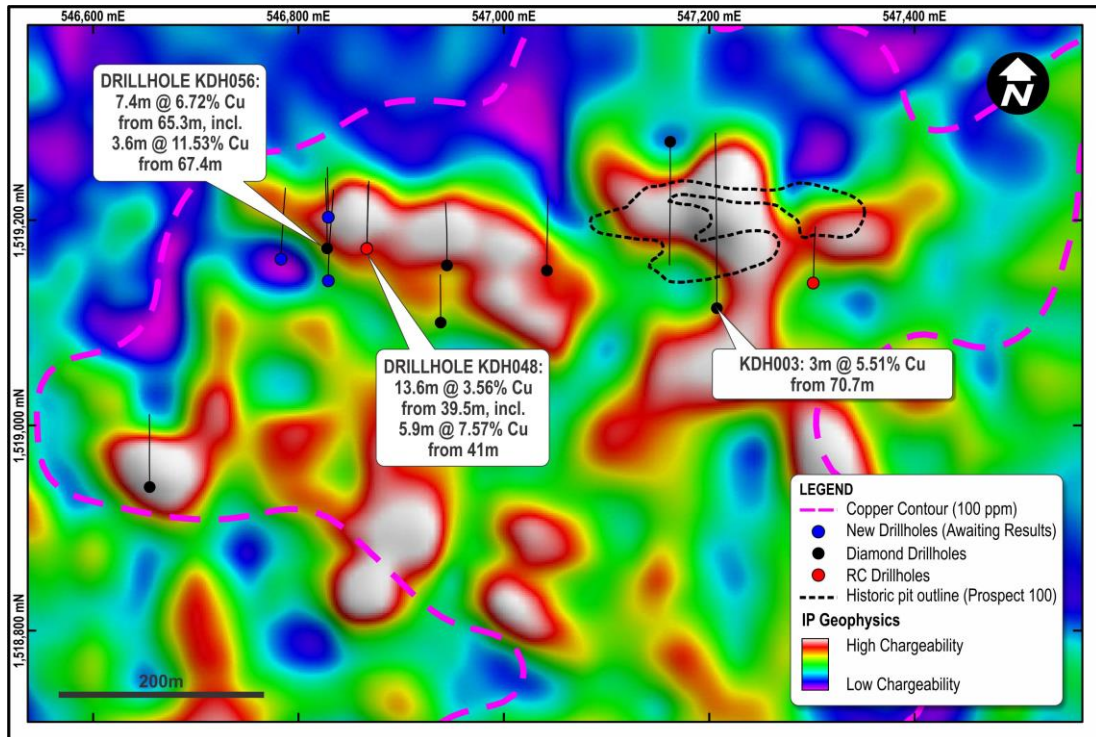 546,600 mE
546,800 mE
547,000 mE
547,200 mE
547,400 mE
N
DRILLHOLE KDH056:
7.4m @ 6.72% Cu
from 65.3m, incl.
3.6m @ 11.53% Cu
from 67.4m
1,519,200 mN
DRILLHOLE KDH048:
13.6m @ 3.56% Cu
from 39.5m, incl.
5.9m @ 7.57% Cu
from 41m
KDH003: 3m @ 5.51% Cu
from 70.7m
1,519,000 mN
1,518,800 mN
200m
LEGEND
Copper Contour (100 ppm)
New Drillholes (Awaiting Results)
Diamond Drillholes
RC Drillholes
Historic pit outline (Prospect 100)
IP Geophysics
High Chargeability
Low Chargeability